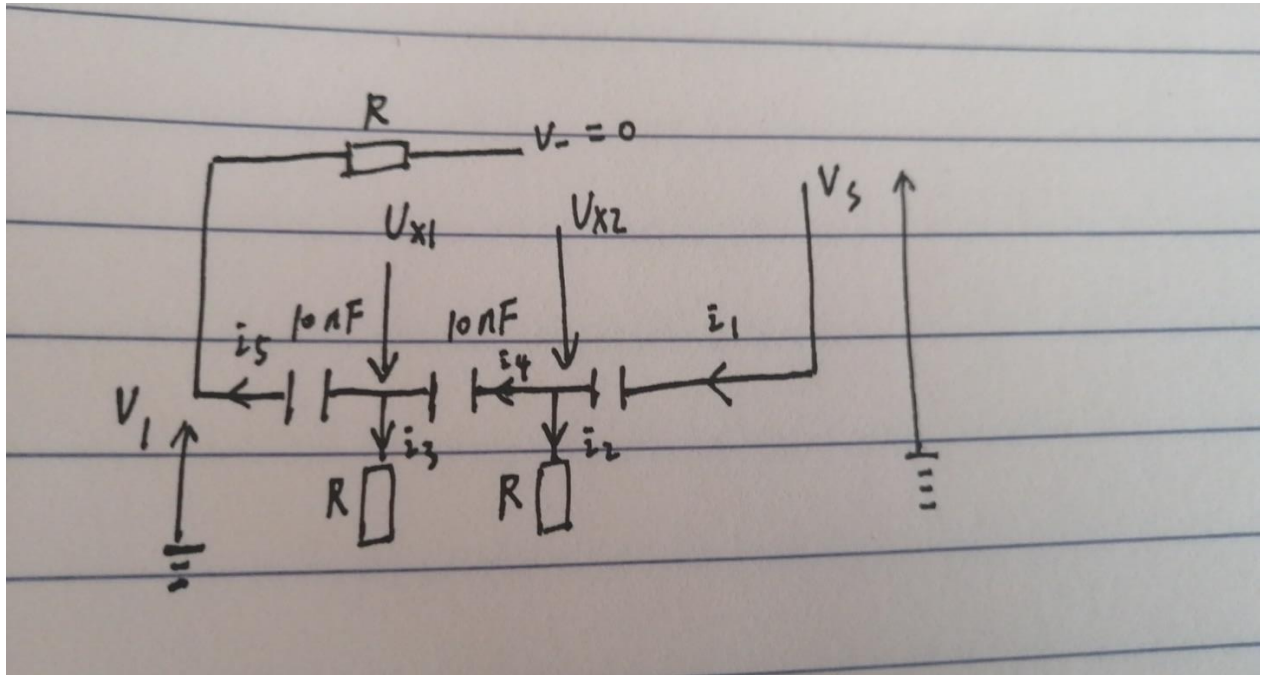 R
V₋ = 0
Ux1 Ux2 Vs
i5 10nF 10nF i4 i1
V1
i3 i2
R R